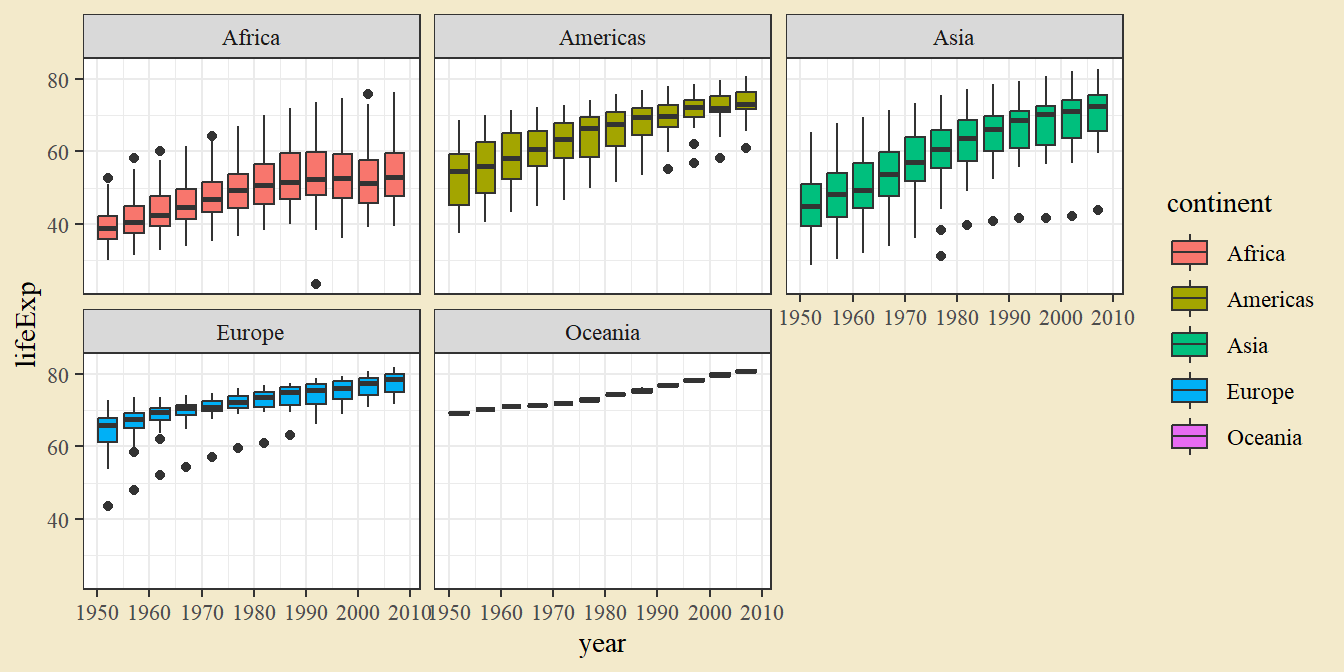 Africa Americas Asia
80
60
40
1950 1960 1970 1980 1990 2000 2010
Europe Oceania
80
60
40
1950 1960 1970 1980 1990 2000 2010
1950 1960 1970 1980 1990 2000 2010
year
lifeExp
continent
Africa
Americas
Asia
Europe
Oceania